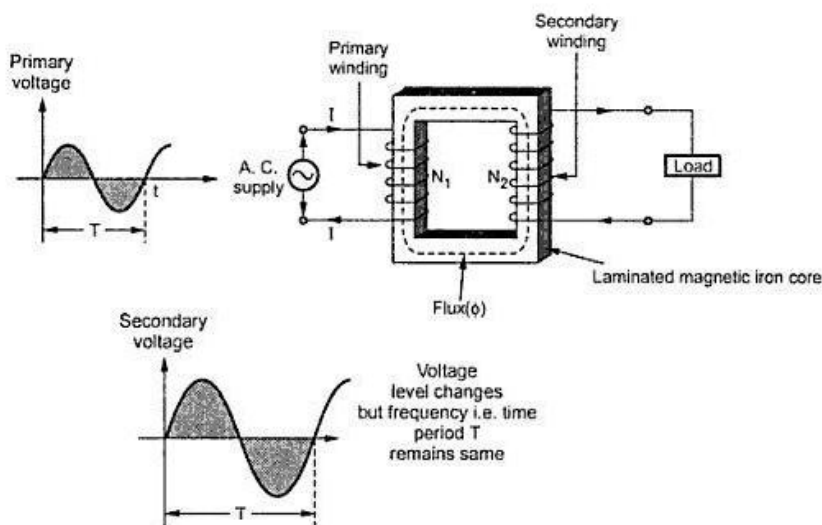 Primary
voltage
t
T
Primary
winding
I
A. C.
supply
I
N1
N2
Secondary
winding
Load
Laminated magnetic iron core
Flux(ϕ)
Secondary
voltage
T
Voltage
level changes
but frequency i.e. time
period T
remains same